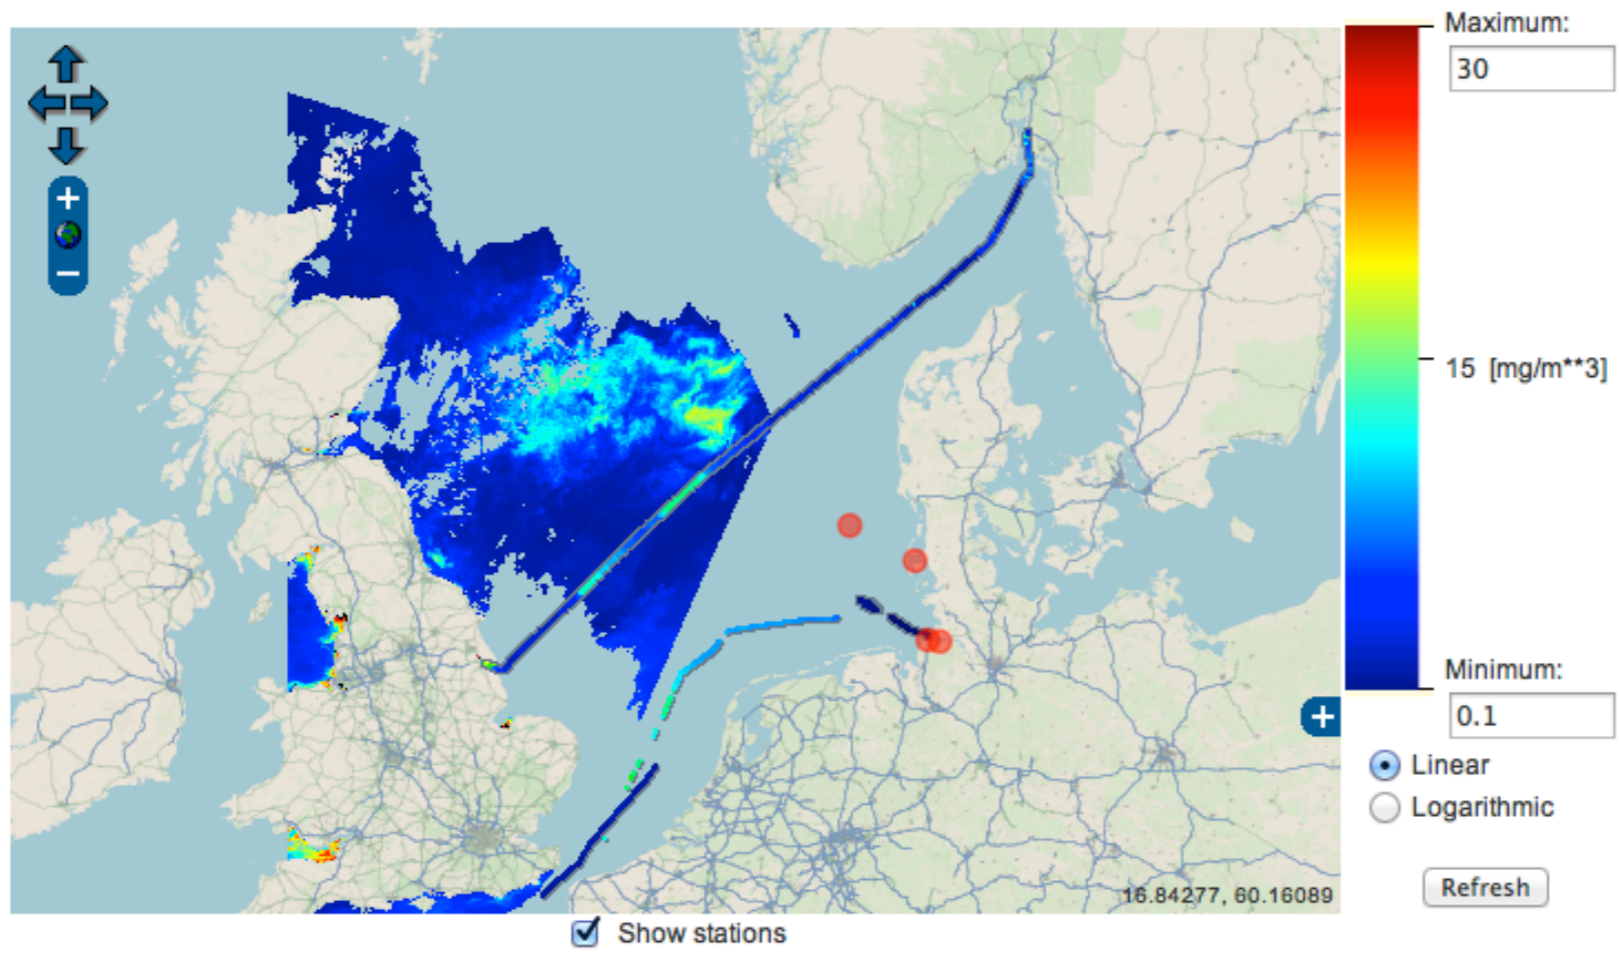 Maximum:
30
15 [mg/m**3]
Minimum:
0.1
Linear
Logarithmic
Refresh
16.84277, 60.16089
Show stations